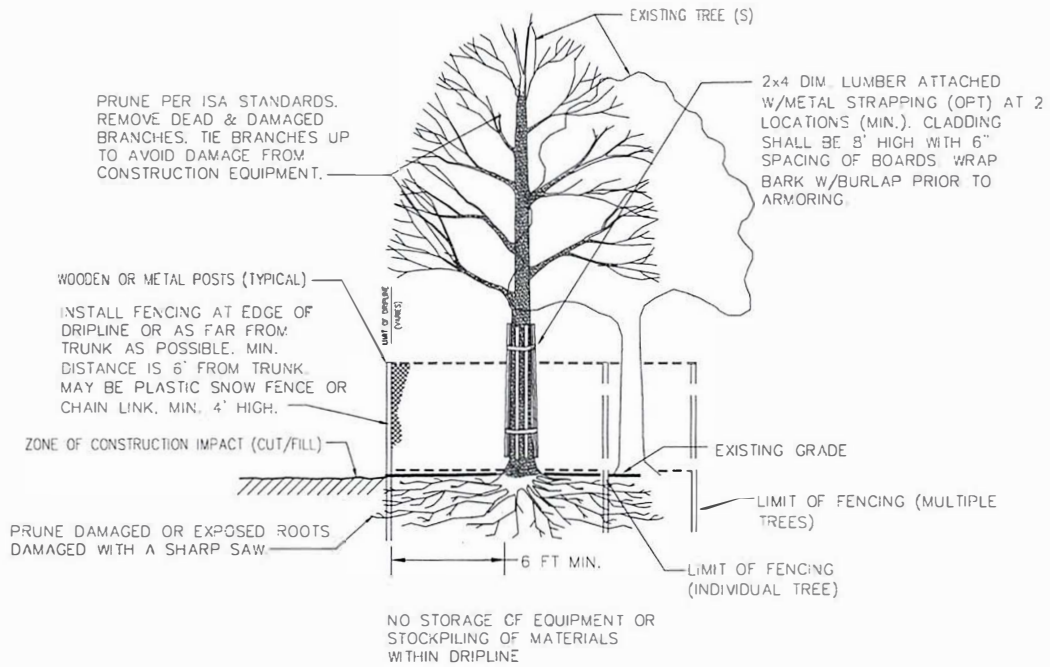 EXISTING TREE (S)
PRUNE PER ISA STANDARDS.
REMOVE DEAD & DAMAGED
BRANCHES. TIE BRANCHES UP
TO AVOID DAMAGE FROM
CONSTRUCTION EQUIPMENT.
2x4 DIM. LUMBER ATTACHED
W/METAL STRAPPING (OPT) AT 2
LOCATIONS (MIN.). CLADDING
SHALL BE 8' HIGH WITH 6"
SPACING OF BOARDS. WRAP
BARK W/BURLAP PRIOR TO
ARMORING.
WOODEN OR METAL POSTS (TYPICAL)
LIMIT OF DRIPLINE
(VARIES)
INSTALL FENCING AT EDGE OF
DRIPLINE OR AS FAR FROM
TRUNK AS POSSIBLE. MIN.
DISTANCE IS 6' FROM TRUNK.
MAY BE PLASTIC SNOW FENCE OR
CHAIN LINK, MIN. 4' HIGH.
ZONE OF CONSTRUCTION IMPACT (CUT/FILL)
EXISTING GRADE
LIMIT OF FENCING (MULTIPLE
TREES)
PRUNE DAMAGED OR EXPOSED ROOTS
DAMAGED WITH A SHARP SAW.
6 FT MIN.
LIMIT OF FENCING
(INDIVIDUAL TREE)
NO STORAGE OF EQUIPMENT OR
STOCKPILING OF MATERIALS
WITHIN DRIPLINE